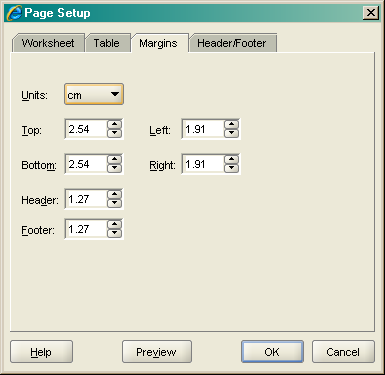 Page Setup
Worksheet Table Margins Header/Footer
Units: cm
Top: 2.54 Left: 1.91
Bottom: 2.54 Right: 1.91
Header: 1.27
Footer: 1.27
Help Preview OK Cancel